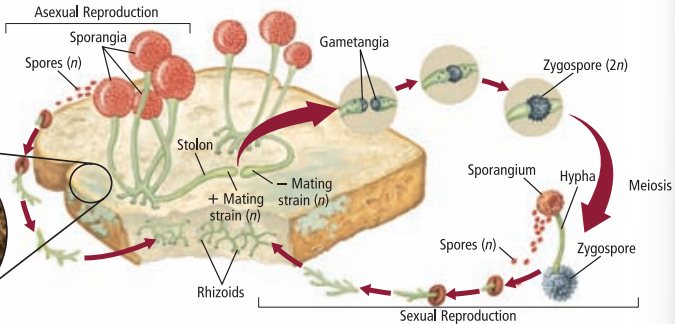 Asexual Reproduction
Sporangia
Spores (n)
Gametangia
Zygospore (2n)
Stolon
+ Mating
strain (n)
– Mating
strain (n)
Rhizoids
Meiosis
Sporangium
Hypha
Spores (n)
Zygospore
Sexual Reproduction